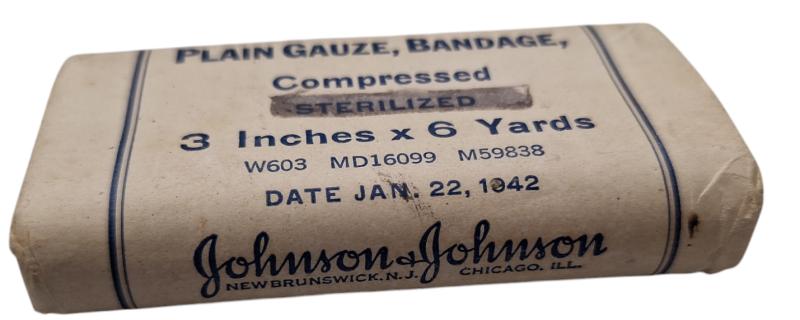 PLAIN GAUZE, BANDAGE,
Compressed
STERILIZED
3 Inches x 6 Yards
W603 MD16099 M59838
DATE JAN. 22, 1942
Johnson & Johnson
NEW BRUNSWICK, N.J. CHICAGO, ILL.